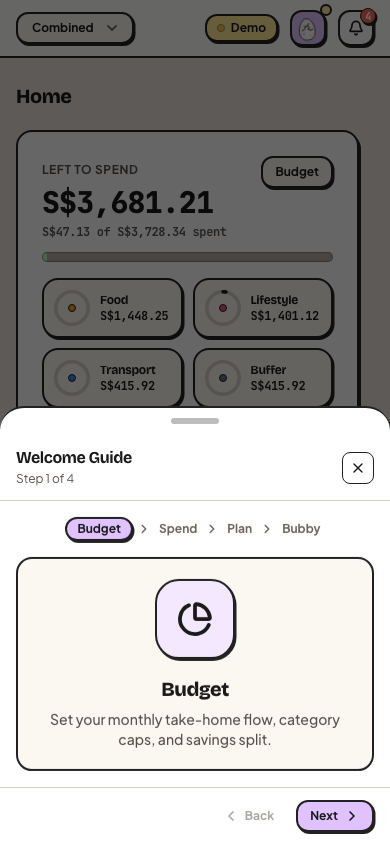 Combined
Demo
4
Home
LEFT TO SPEND
Budget
S$3,681.21
S$47.13 of S$3,728.34 spent
Food
S$1,448.25
Lifestyle
S$1,401.12
Transport
S$415.92
Buffer
S$415.92
Welcome Guide
Step 1 of 4
Budget > Spend > Plan > Bubby
Budget
Set your monthly take-home flow, category
caps, and savings split.
Back
Next